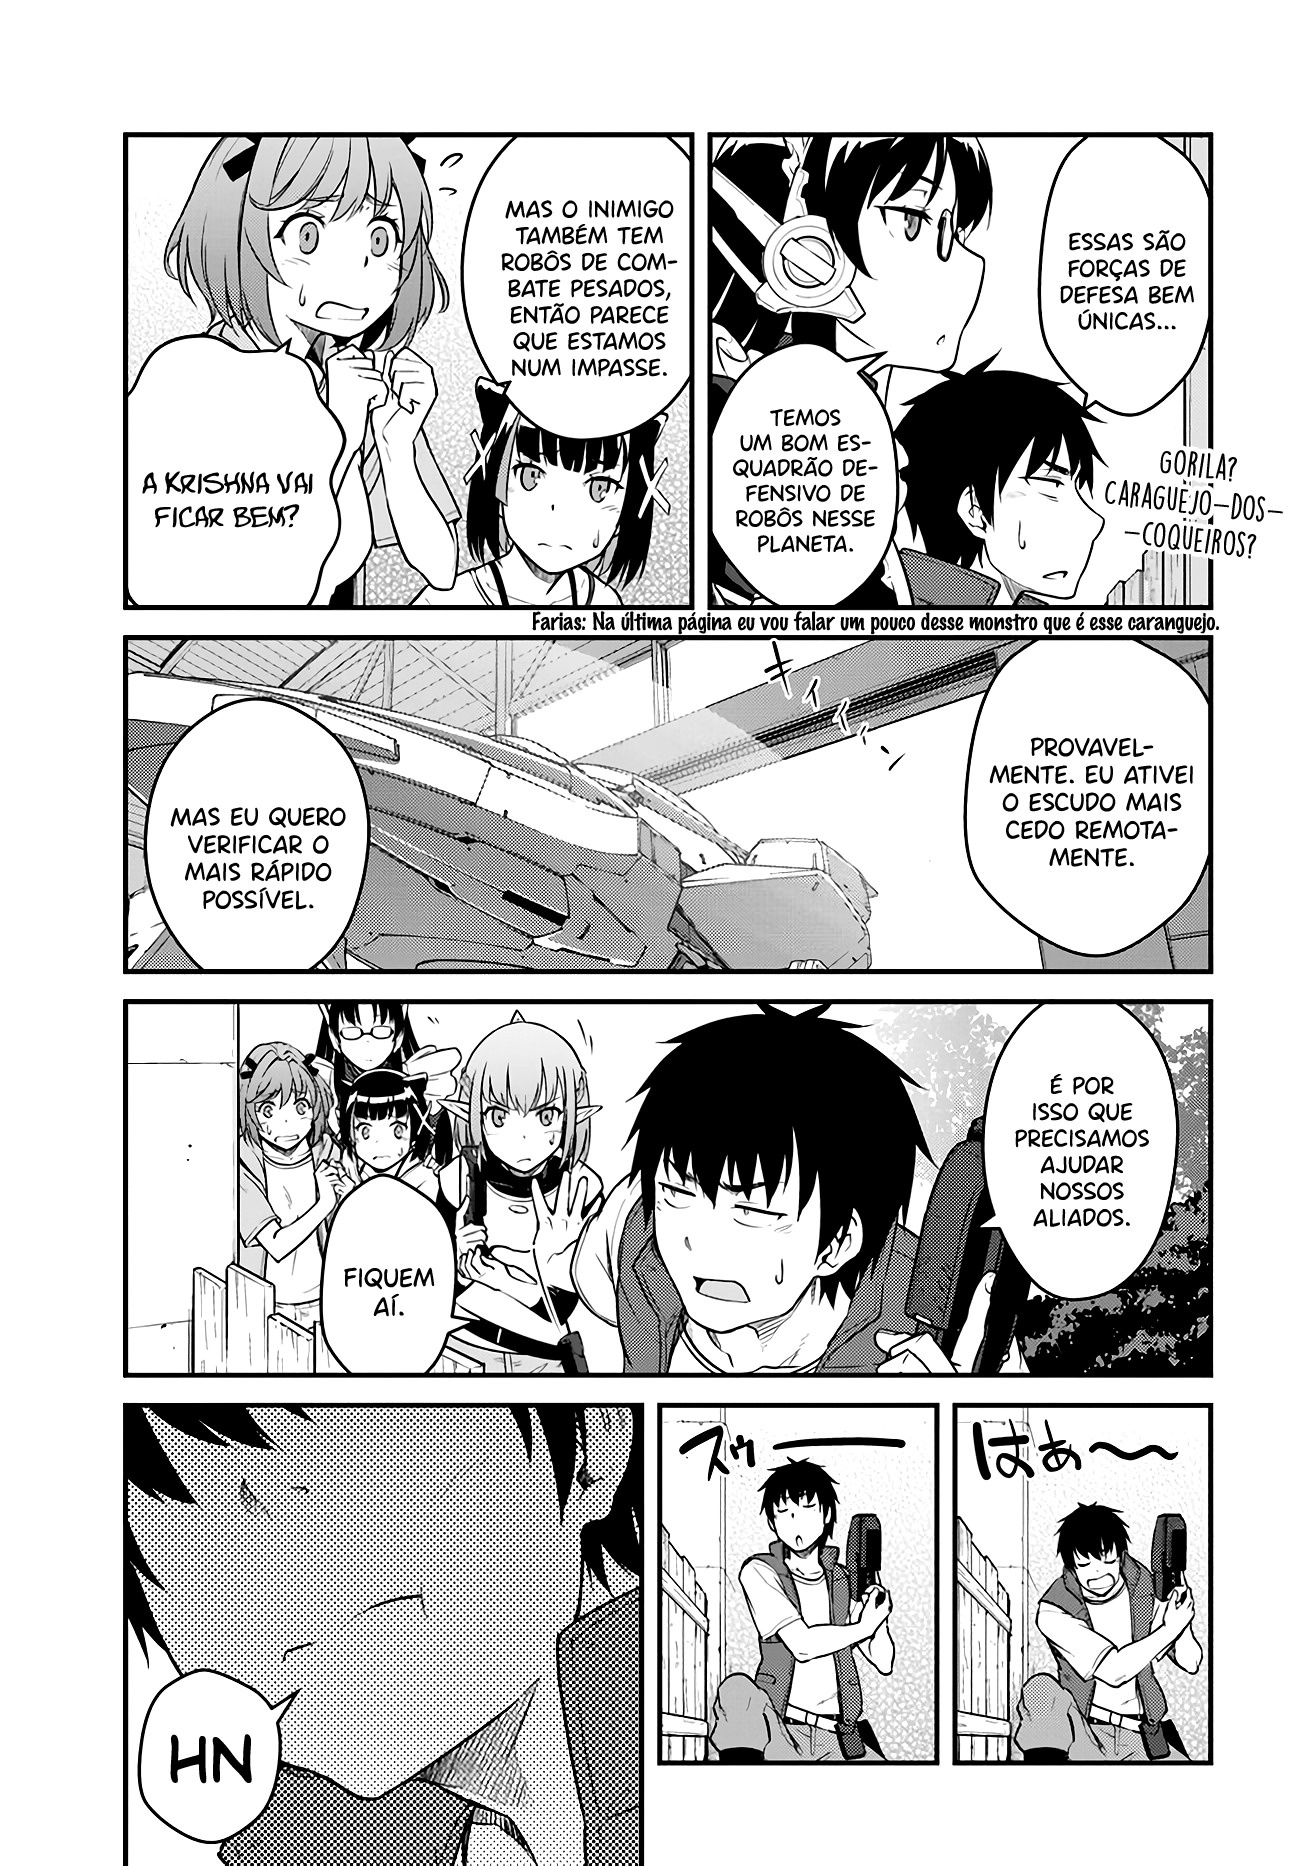 ESSAS SÃO
FORÇAS DE
DEFESA BEM
ÚNICAS...
GORILA?
CARAGUEJO-DOS-
-COQUEIROS?
TEMOS
UM BOM ES-
QUADRÃO DE-
FENSIVO DE
ROBÔS NESSE
PLANETA.
MAS O INIMIGO
TAMBÉM TEM
ROBÔS DE COM-
BATE PESADOS,
ENTÃO PARECE
QUE ESTAMOS
NUM IMPASSE.
A KRISHNA VAI
FICAR BEM?
Farias: Na última página eu vou falar um pouco desse monstro que é esse caranguejo.
PROVAVEL-
MENTE. EU ATIVEI
O ESCUDO MAIS
CEDO REMOTA-
MENTE.
キィィ
MAS EU QUERO
VERIFICAR O
MAIS RÁPIDO
POSSÍVEL.
É POR
ISSO QUE
PRECISAMOS
AJUDAR
NOSSOS
ALIADOS.
FIQUEM
AÍ.
はぁ〜
スゥー
HN